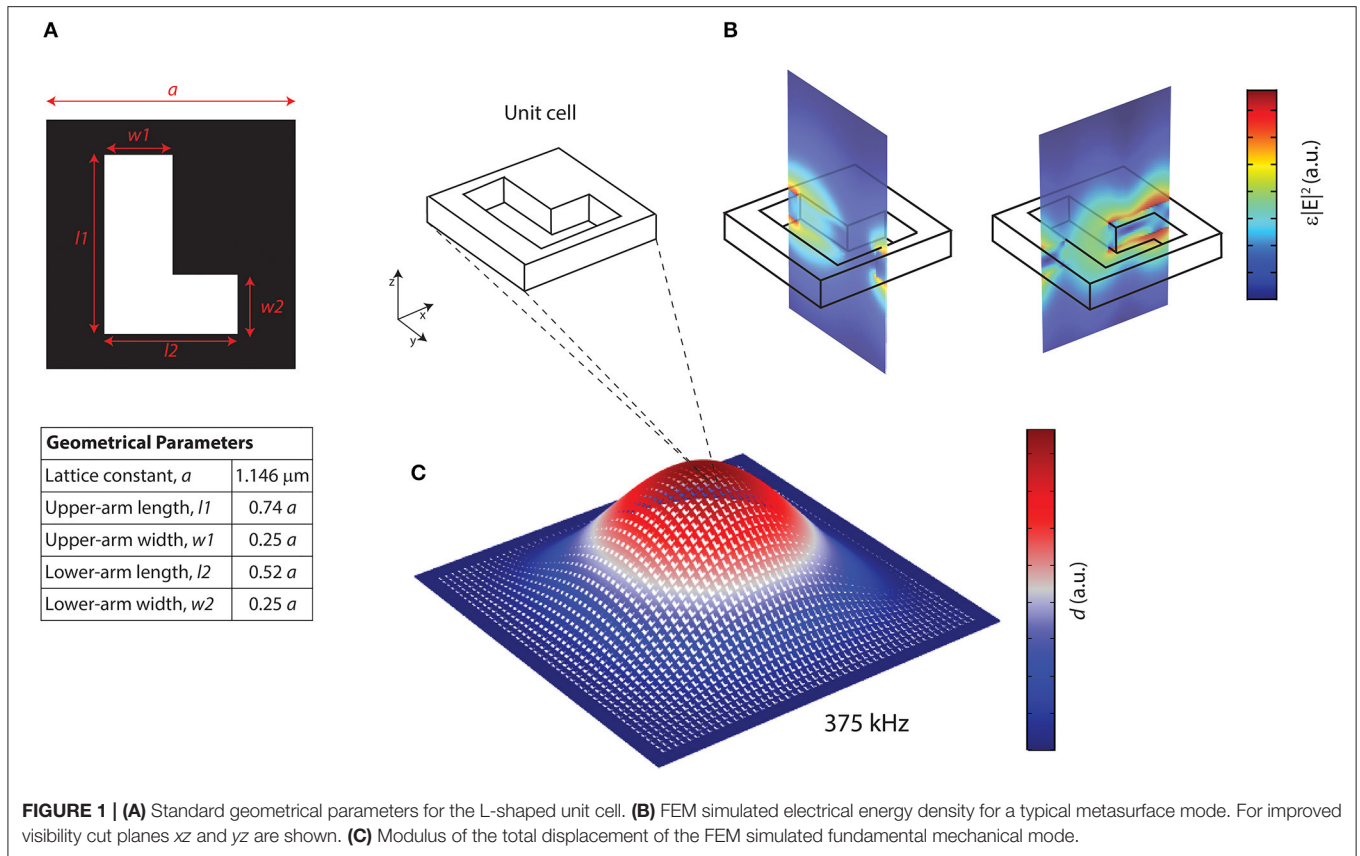 A
B
a
w1
l1
w2
l2
Unit cell
z
x
y
ε|E|² (a.u.)
Geometrical Parameters
Lattice constant, a 1.146 µm
Upper-arm length, l1 0.74 a
Upper-arm width, w1 0.25 a
Lower-arm length, l2 0.52 a
Lower-arm width, w2 0.25 a
C
d (a.u.)
375 kHz
FIGURE 1 | (A) Standard geometrical parameters for the L-shaped unit cell. (B) FEM simulated electrical energy density for a typical metasurface mode. For improved
visibility cut planes xz and yz are shown. (C) Modulus of the total displacement of the FEM simulated fundamental mechanical mode.